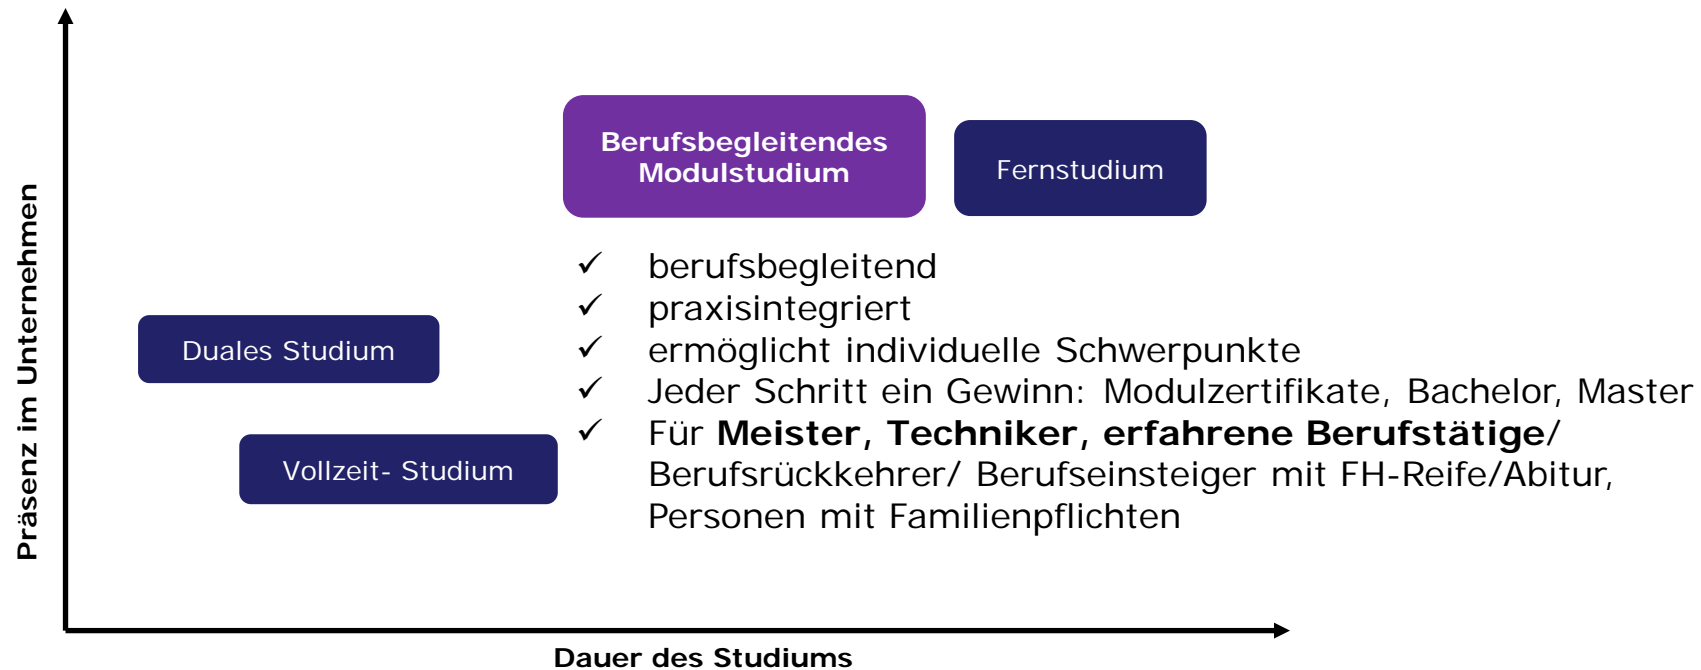 Präsenz im Unternehmen
Berufsbegleitendes
Modulstudium
Fernstudium
Duales Studium
Vollzeit- Studium
✓ berufsbegleitend
✓ praxisintegriert
✓ ermöglicht individuelle Schwerpunkte
✓ Jeder Schritt ein Gewinn: Modulzertifikate, Bachelor, Master
✓ Für Meister, Techniker, erfahrene Berufstätige/
Berufsrückkehrer/ Berufseinsteiger mit FH-Reife/Abitur,
Personen mit Familienpflichten
Dauer des Studiums